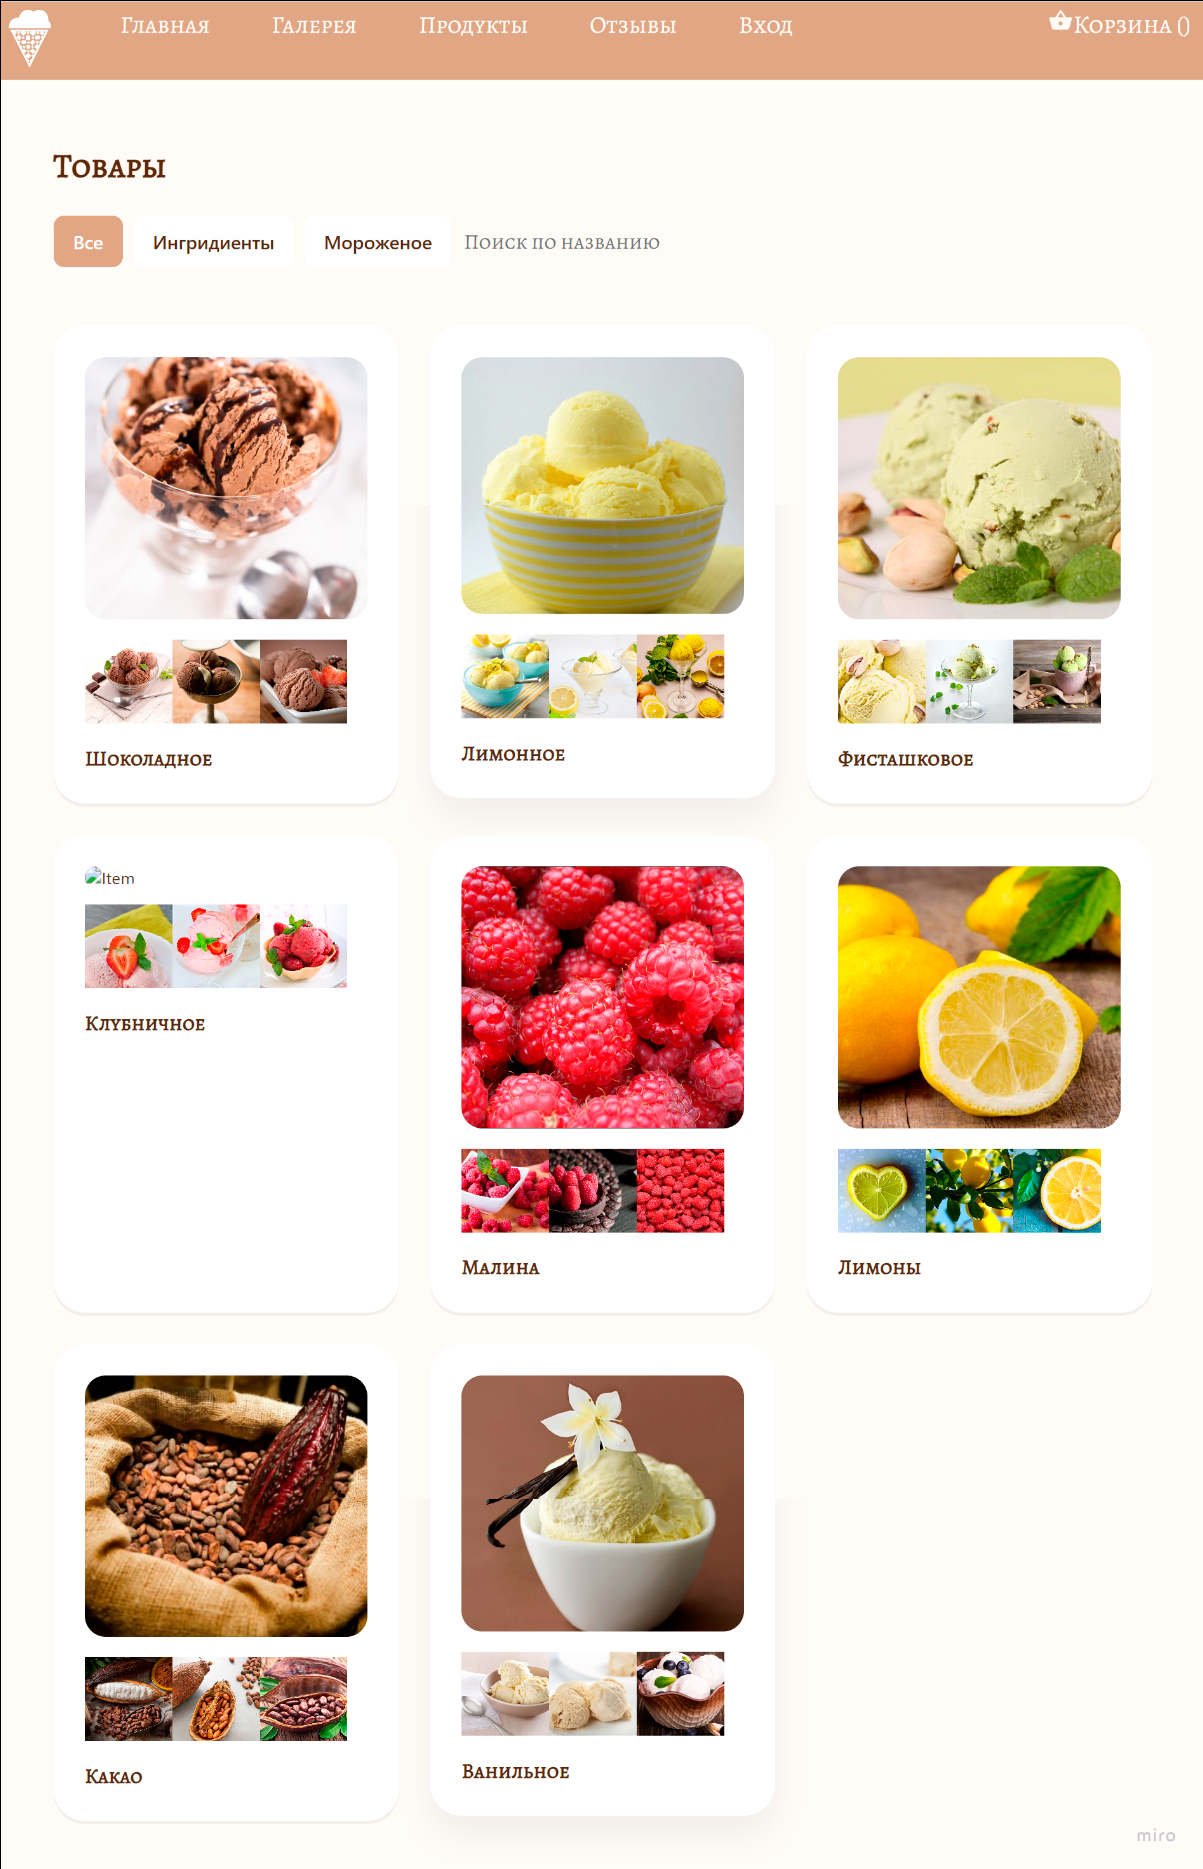 Главная Галерея Продукты Отзывы Вход Корзина ()
Товары
Все Ингридиенты Мороженое Поиск по названию
Шоколадное Лимонное Фисташковое
Item
Клубничное
Малина Лимоны
Какао Ванильное
miro